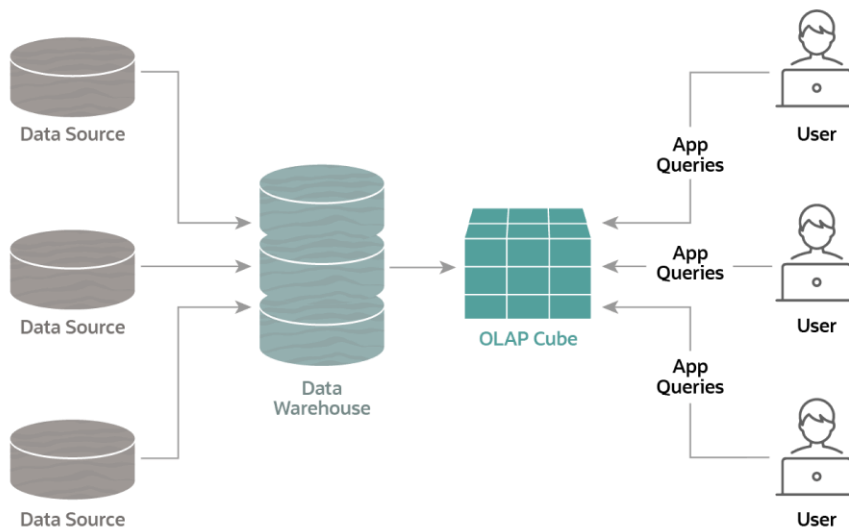 Data Source
Data Source
Data Source
Data
Warehouse
OLAP Cube
App
Queries
App
Queries
App
Queries
User
User
User